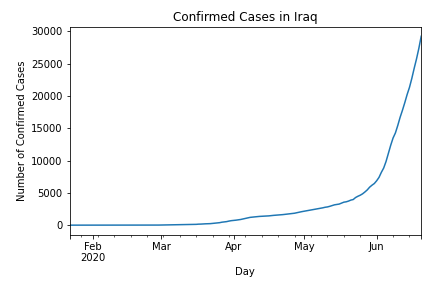 Confirmed Cases in Iraq
Number of Confirmed Cases
30000
25000
20000
15000
10000
5000
0
Feb
2020
Mar
Apr
May
Jun
Day